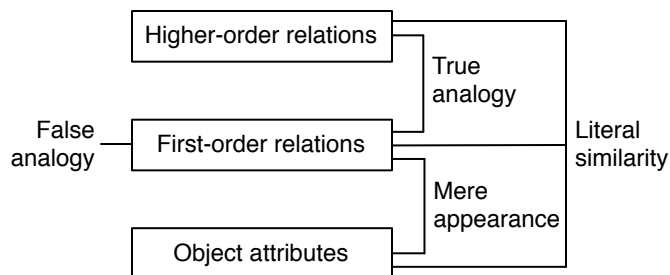 Higher-order relations
True
analogy
False
analogy
First-order relations
Literal
similarity
Mere
appearance
Object attributes